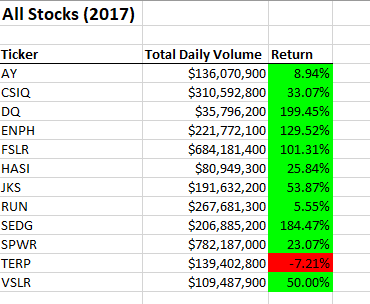 All Stocks (2017)
Ticker Total Daily Volume Return
AY $136,070,900 8.94%
CSIQ $310,592,800 33.07%
DQ $35,796,200 199.45%
ENPH $221,772,100 129.52%
FSLR $684,181,400 101.31%
HASI $80,949,300 25.84%
JKS $191,632,200 53.87%
RUN $267,681,300 5.55%
SEDG $206,885,200 184.47%
SPWR $782,187,000 23.07%
TERP $139,402,800 -7.21%
VSLR $109,487,900 50.00%